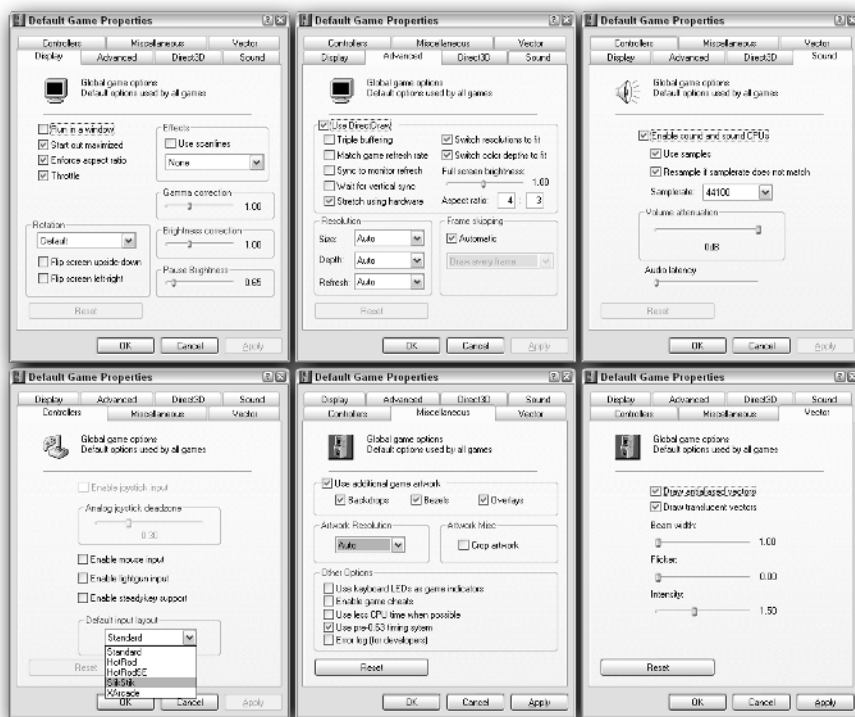 Default Game Properties
Controllers Miscellaneous Vector
Display Advanced Direct3D Sound
Global game options
Default options used by all games
Run in a window
Start out maximized
Enforce aspect ratio
Throttle
Effects
Use scanlines
None
Gamma correction
1.00
Rotation
Default
Flip screen upside-down
Flip screen left-right
Brightness correction
1.00
Pause Brightness
0.65
Reset
OK Cancel Apply
Default Game Properties
Controllers Miscellaneous Vector
Display Advanced Direct3D Sound
Global game options
Default options used by all games
Use DirectDraw
Triple buffering
Match game refresh rate
Sync to monitor refresh
Wait for vertical sync
Stretch using hardware
Switch resolutions to fit
Switch color depths to fit
Full screen brightness:
1.00
Aspect ratio: 4 : 3
Resolution
Size: Auto
Depth: Auto
Refresh: Auto
Frame skipping
Automatic
Draw every frame
Reset
OK Cancel Apply
Default Game Properties
Controllers Miscellaneous Vector
Display Advanced Direct3D Sound
Global game options
Default options used by all games
Enable sound and sound CPUs
Use samples
Resample if samplerate does not match
Samplerate: 44100
Volume attenuation
0dB
Audio latency
Reset
OK Cancel Apply
Default Game Properties
Display Advanced Direct3D Sound
Controllers Miscellaneous Vector
Global game options
Default options used by all games
Enable joystick input
Analog joystick deadzone
0.30
Enable mouse input
Enable lightgun input
Enable steadykey support
Default input layout
Standard
Standard
HotRod
HotRodSE
SlikStik
XArcade
Reset
OK Cancel Apply
Default Game Properties
Display Advanced Direct3D Sound
Controllers Miscellaneous Vector
Global game options
Default options used by all games
Use additional game artwork
Backdrops Bezels Overlays
Artwork Resolution
Auto
Artwork Misc
Crop artwork
Other Options
Use keyboard LEDs as game indicators
Enable game cheats
Use less CPU time when possible
Use pre-0.63 timing sytem
Error log (for developers)
Reset
OK Cancel Apply
Default Game Properties
Display Advanced Direct3D Sound
Controllers Miscellaneous Vector
Global game options
Default options used by all games
Draw antialiased vectors
Draw translucent vectors
Beam width:
1.00
Flicker:
0.00
Intensity:
1.50
Reset
OK Cancel Apply